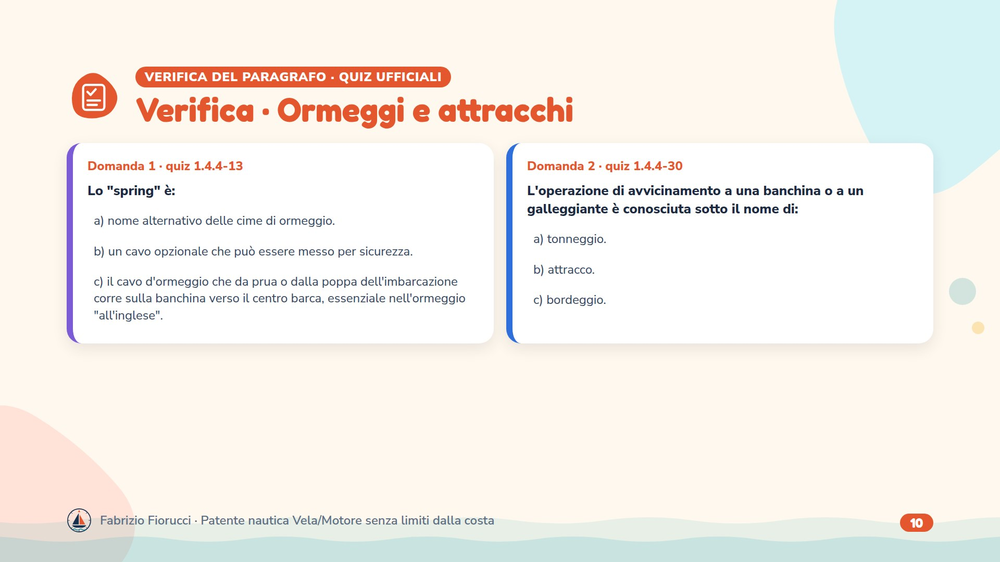 VERIFICA DEL PARAGRAFO · QUIZ UFFICIALI
Verifica · Ormeggi e attracchi
Domanda 1 · quiz 1.4.4-13
Lo "spring" è:
a) nome alternativo delle cime di ormeggio.
b) un cavo opzionale che può essere messo per sicurezza.
c) il cavo d'ormeggio che da prua o dalla poppa dell'imbarcazione
corre sulla banchina verso il centro barca, essenziale nell'ormeggio
"all'inglese".
Domanda 2 · quiz 1.4.4-30
L'operazione di avvicinamento a una banchina o a un
galleggiante è conosciuta sotto il nome di:
a) tonneggio.
b) attracco.
c) bordeggio.
Fabrizio Fiorucci · Patente nautica Vela/Motore senza limiti dalla costa
10